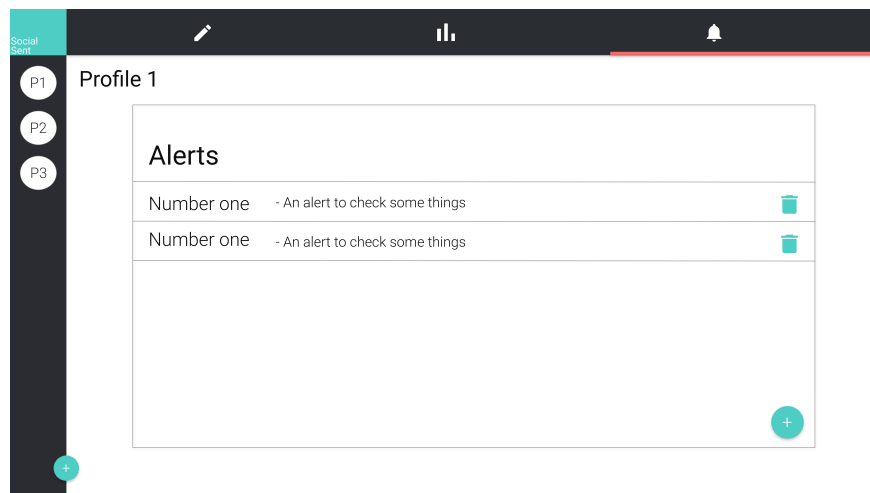 Social
Sent
P1
P2
P3
Profile 1
Alerts
Number one - An alert to check some things
Number one - An alert to check some things
+
+